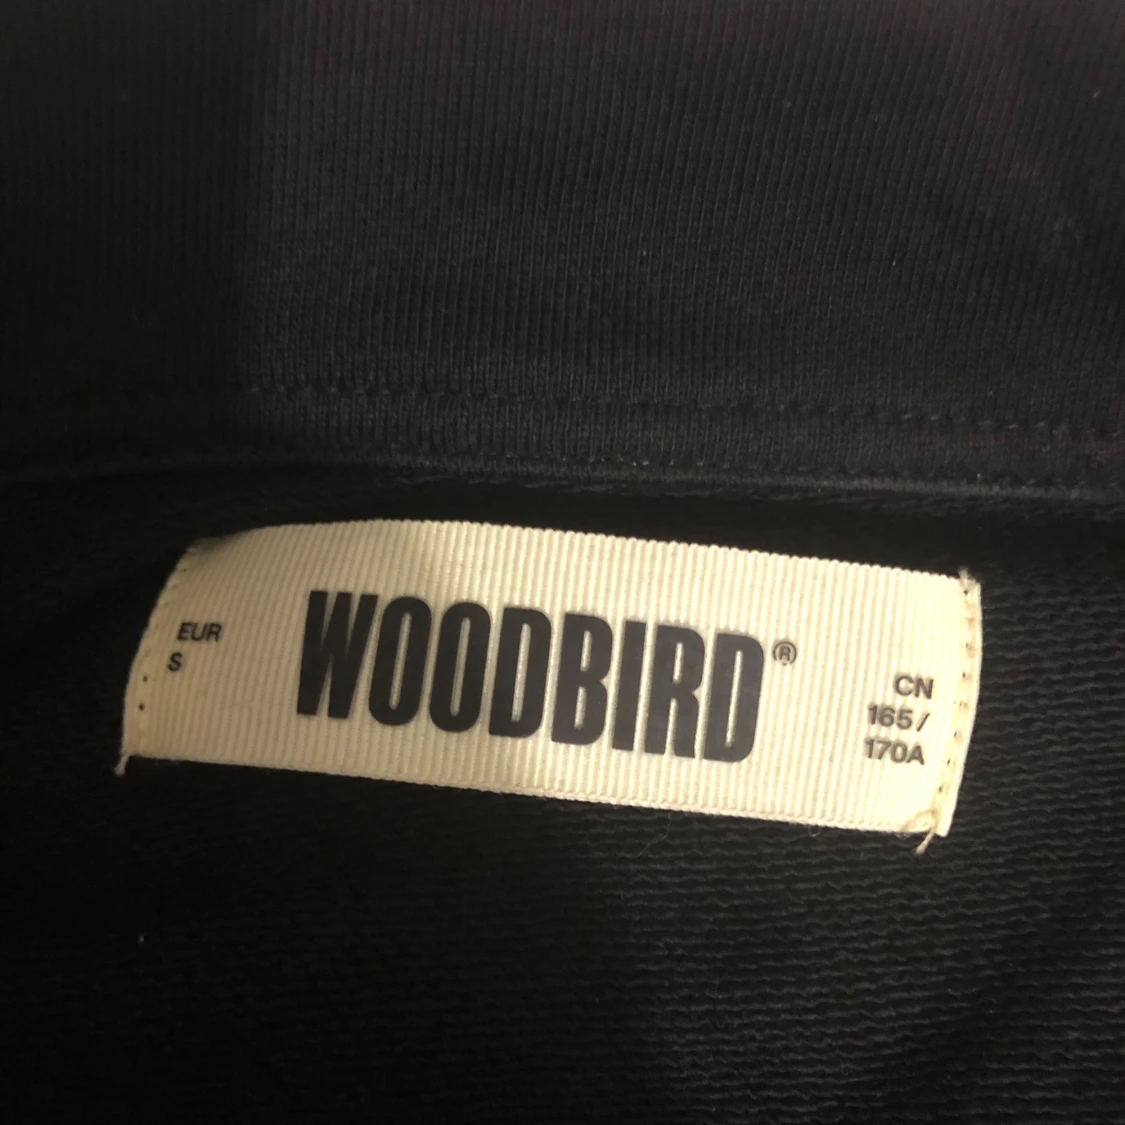 EUR
S
WOODBIRD®
CN
165/
170A